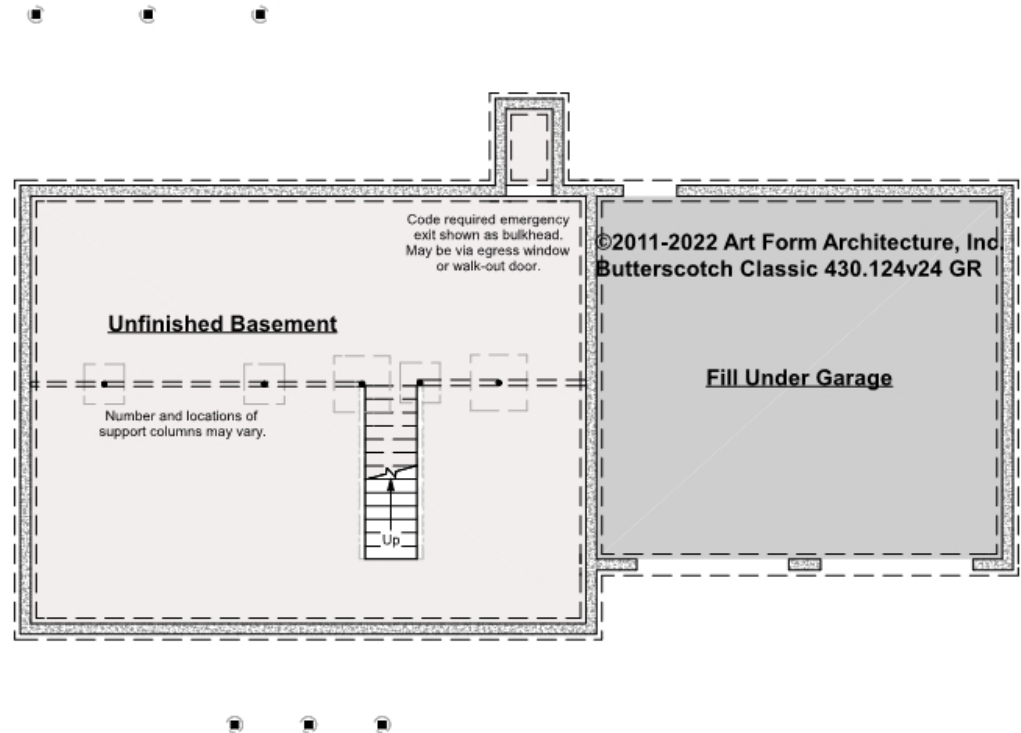 Code required emergency
exit shown as bulkhead.
May be via egress window
or walk-out door.
©2011-2022 Art Form Architecture, Inc.
Butterscotch Classic 430.124v24 GR
Unfinished Basement
Fill Under Garage
Number and locations of
support columns may vary.
Up